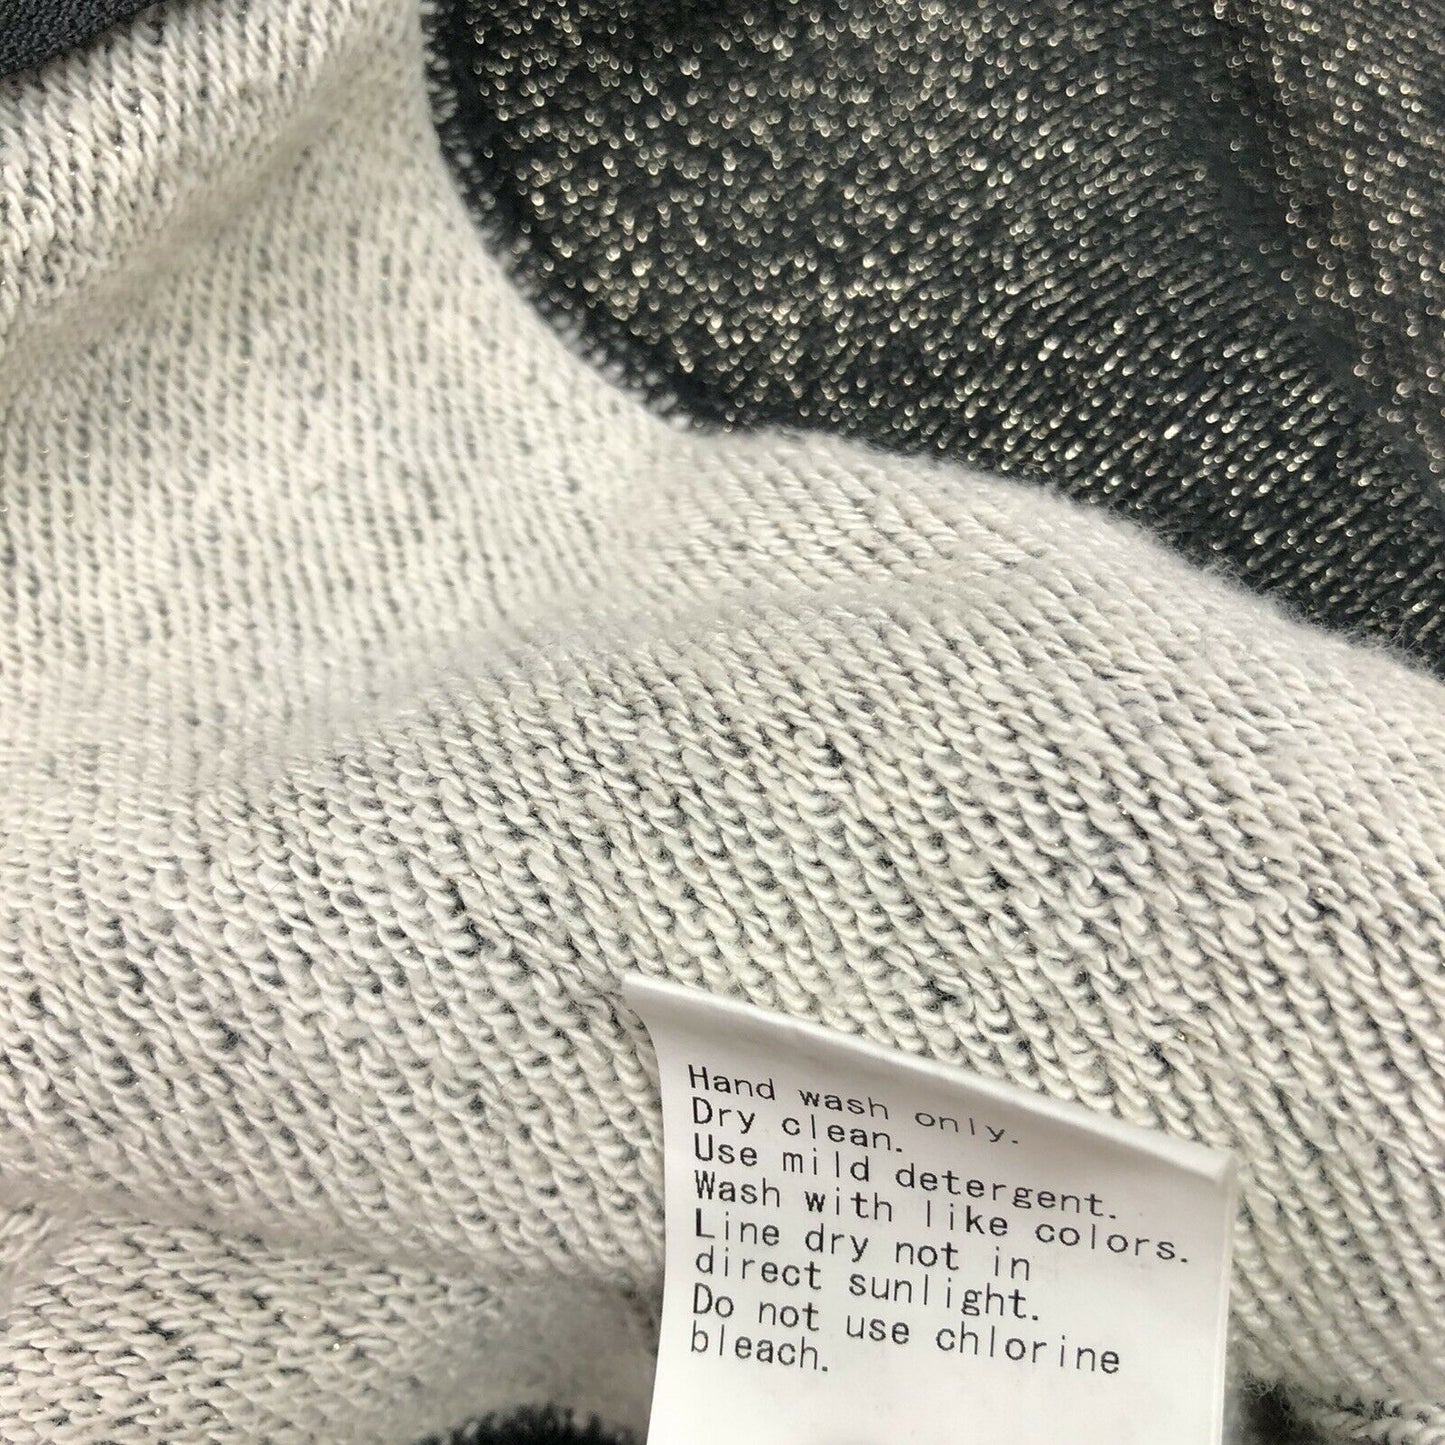 Hand wash only.
Dry clean.
Use mild detergent.
Wash with like colors.
Line dry not in
direct sunlight.
Do not use chlorine
bleach.